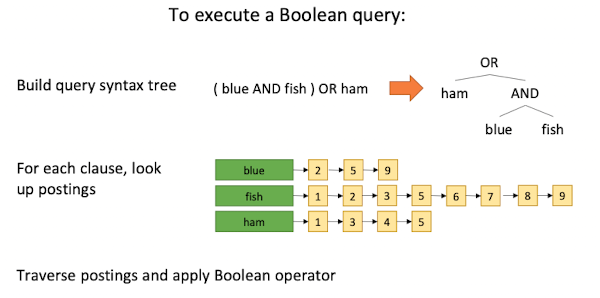 To execute a Boolean query:
Build query syntax tree
( blue AND fish ) OR ham
OR
ham AND
blue fish
For each clause, look
up postings
blue 2 5 9
fish 1 2 3 5 6 7 8 9
ham 1 3 4 5
Traverse postings and apply Boolean operator